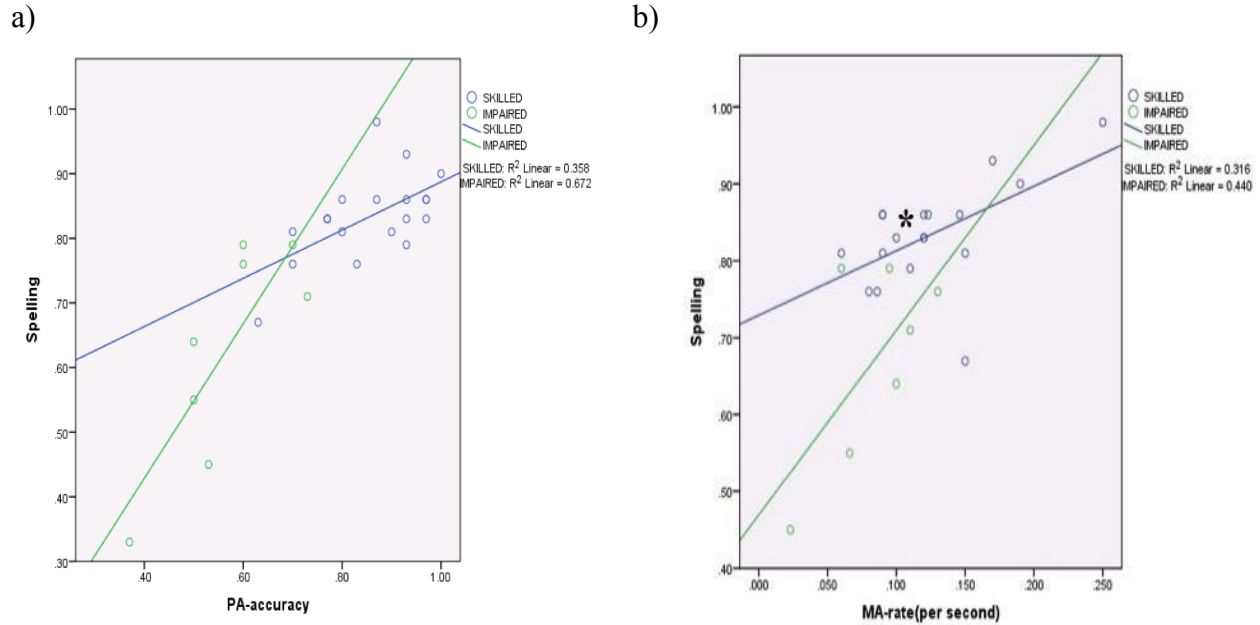 a)
1.00
.90
.80
.70
.60
.50
.40
.30
.40
.60
.80
1.00
Spelling
PA-accuracy
SKILLED
IMPAIRED
SKILLED
IMPAIRED
SKILLED: R² Linear = 0.358
IMPAIRED: R² Linear = 0.672
b)
1.00
.90
.80
.70
.60
.50
.40
.000
.050
.100
.150
.200
.250
Spelling
MA-rate(per second)
*
SKILLED
IMPAIRED
SKILLED
IMPAIRED
SKILLED: R² Linear = 0.316
IMPAIRED: R² Linear = 0.440